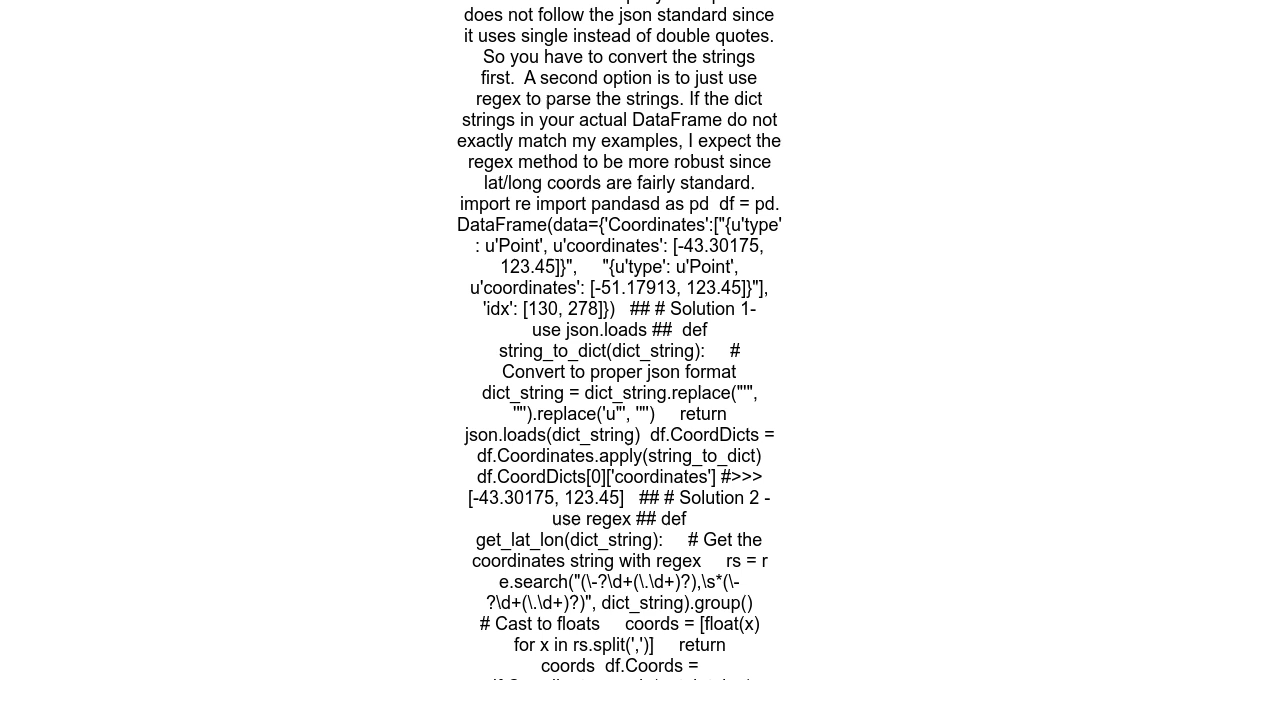 does not follow the json standard since
it uses single instead of double quotes.
So you have to convert the strings
first.  A second option is to just use
regex to parse the strings. If the dict
strings in your actual DataFrame do not
exactly match my examples, I expect the
regex method to be more robust since
lat/long coords are fairly standard.
import re import pandasd as pd  df = pd.
DataFrame(data={'Coordinates':["{u'type'
: u'Point', u'coordinates': [-43.30175,
123.45]}",     "{u'type': u'Point',
u'coordinates': [-51.17913, 123.45]}"],
'idx': [130, 278]})   ## # Solution 1-
use json.loads ##  def
string_to_dict(dict_string):     #
Convert to proper json format
dict_string = dict_string.replace("'",
'"').replace('u"', '"')     return
json.loads(dict_string)  df.CoordDicts =
df.Coordinates.apply(string_to_dict)
df.CoordDicts[0]['coordinates'] #>>>
[-43.30175, 123.45]   ## # Solution 2 -
use regex ## def
get_lat_lon(dict_string):     # Get the
coordinates string with regex     rs = r
e.search("(\-?\d+(\.\d+)?),\s*(\-
?\d+(\.\d+)?)", dict_string).group()
# Cast to floats     coords = [float(x)
for x in rs.split(',')]     return
coords  df.Coords =